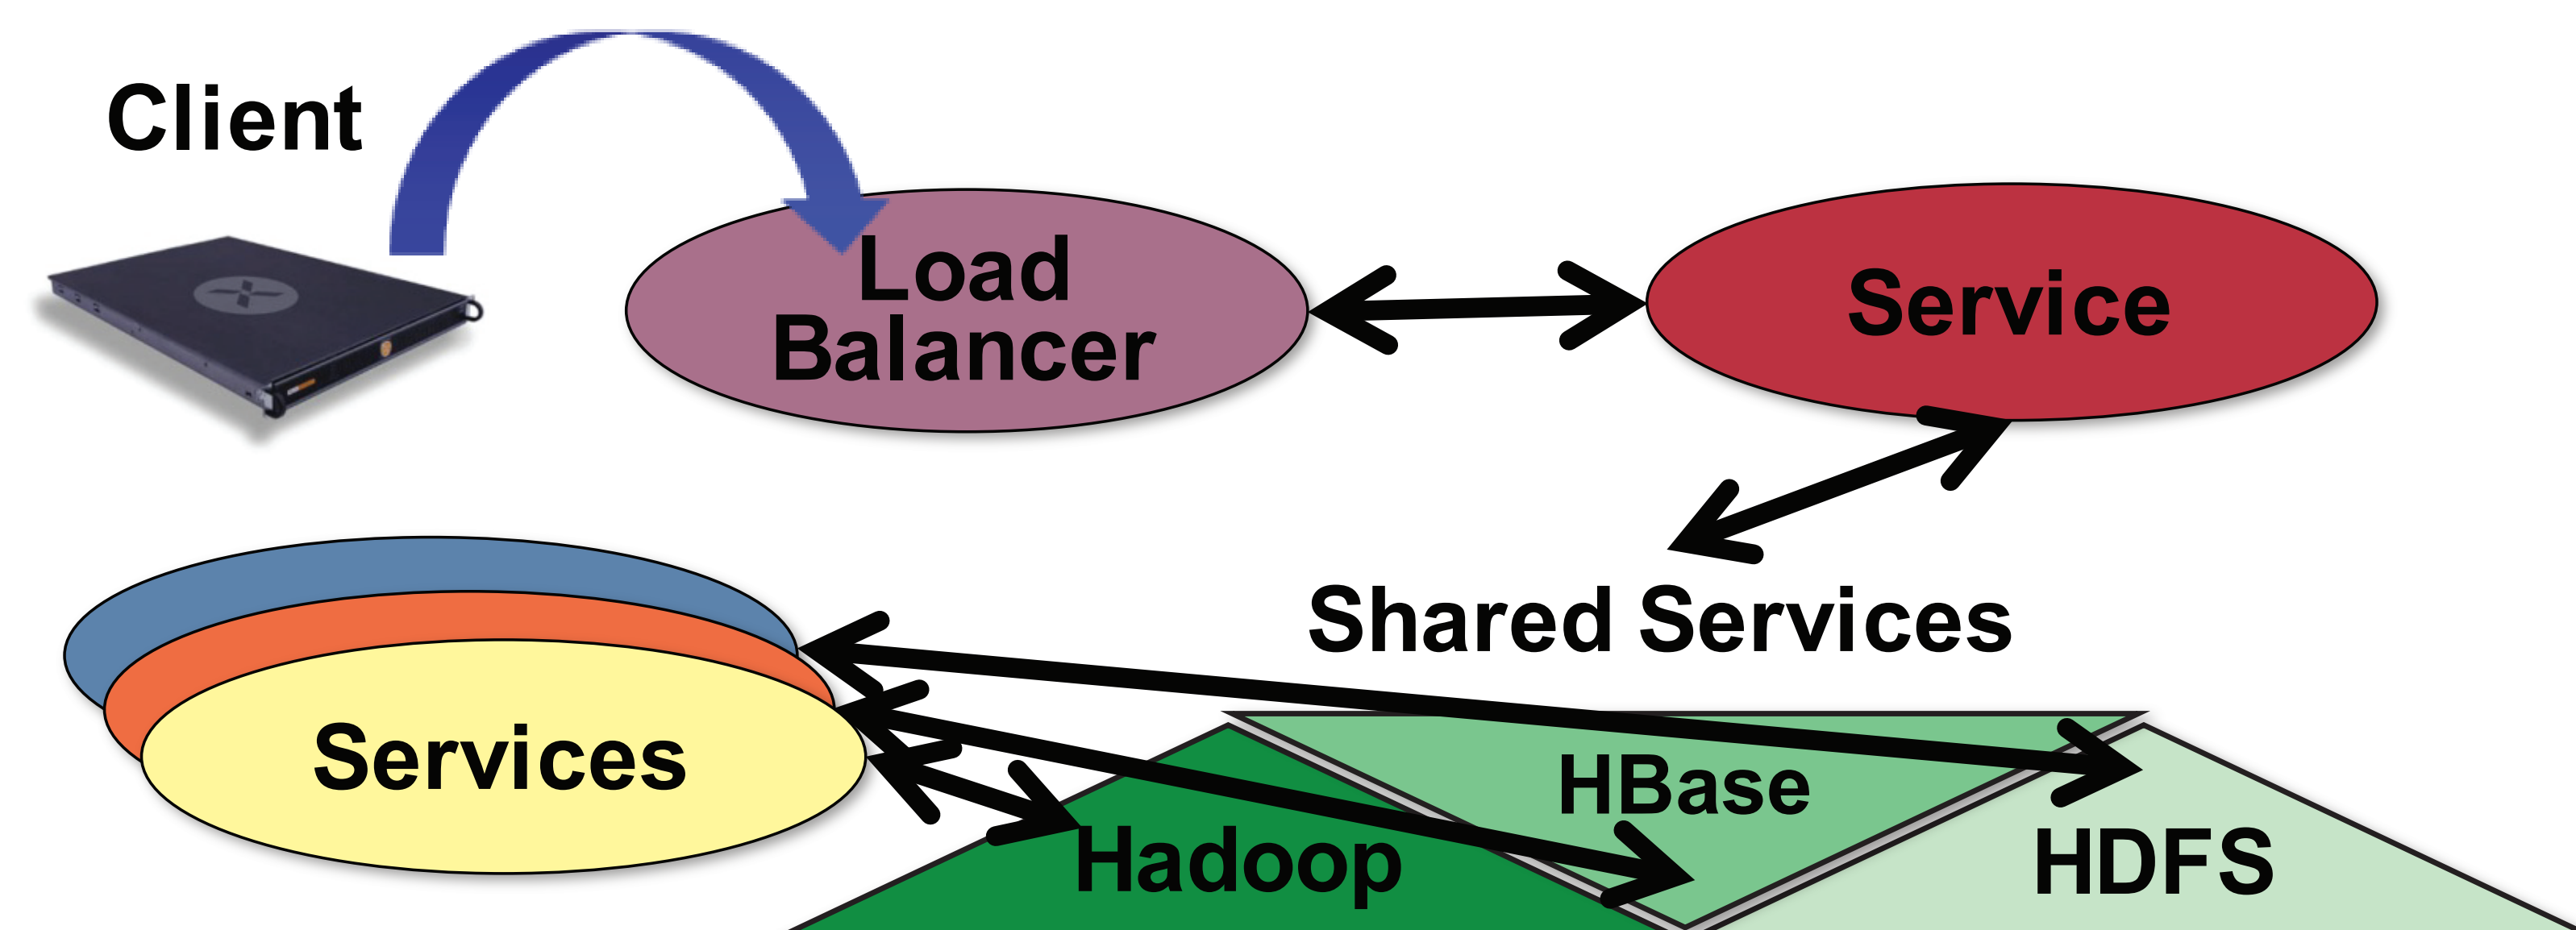 Client
Load
Balancer
Service
Shared Services
Services
HBase
Hadoop
HDFS